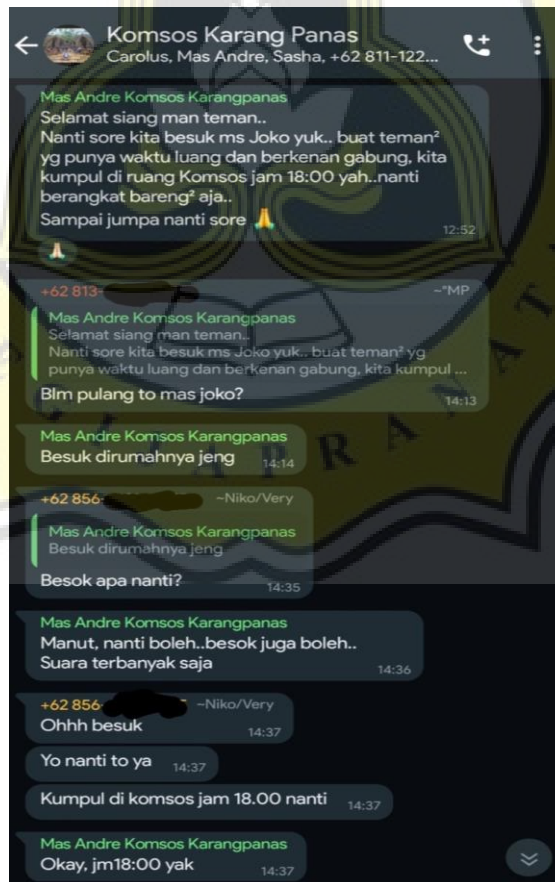 Komsos Karang Panas
Carolus, Mas Andre, Sasha, +62 811-122...
Mas Andre Komsos Karangpanas
Selamat siang man teman..
Nanti sore kita besuk ms Joko yuk.. buat teman²
yg punya waktu luang dan berkenan gabung, kita
kumpul di ruang Komsos jam 18:00 yah..nanti
berangkat bareng² aja..
Sampai jumpa nanti sore 🙏
12:52
🙏🏻
+62 813-
~"MP
Mas Andre Komsos Karangpanas
Selamat siang man teman..
Nanti sore kita besuk ms Joko yuk.. buat teman² yg
punya waktu luang dan berkenan gabung, kita kumpul ...
Blm pulang to mas joko?
14:13
Mas Andre Komsos Karangpanas
Besuk dirumahnya jeng 14:14
+62 856- ~Niko/Very
Mas Andre Komsos Karangpanas
Besuk dirumahnya jeng
Besok apa nanti?
14:35
Mas Andre Komsos Karangpanas
Manut, nanti boleh..besok juga boleh..
Suara terbanyak saja
14:36
+62 856- ~Niko/Very
Ohhh besuk
14:37
Yo nanti to ya 14:37
Kumpul di komsos jam 18.00 nanti 14:37
Mas Andre Komsos Karangpanas
Okay, jm18:00 yak
14:37
GIJAPRANAT